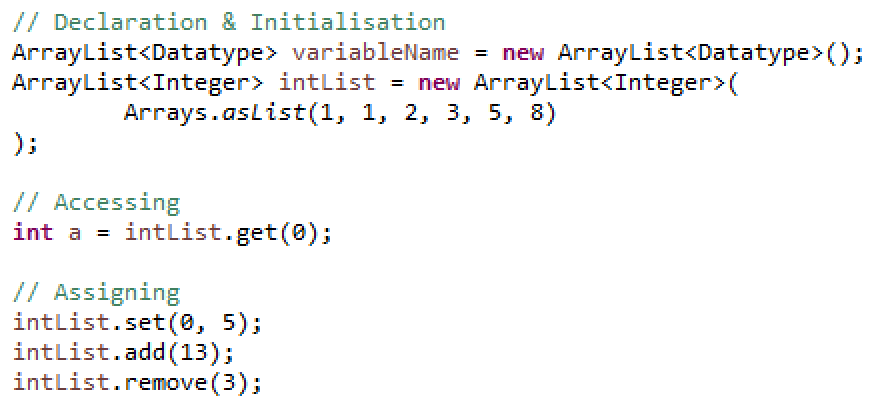 // Declaration & Initialisation
ArrayList<Datatype> variableName = new ArrayList<Datatype>();
ArrayList<Integer> intList = new ArrayList<Integer>(
        Arrays.asList(1, 1, 2, 3, 5, 8)
);

// Accessing
int a = intList.get(0);

// Assigning
intList.set(0, 5);
intList.add(13);
intList.remove(3);